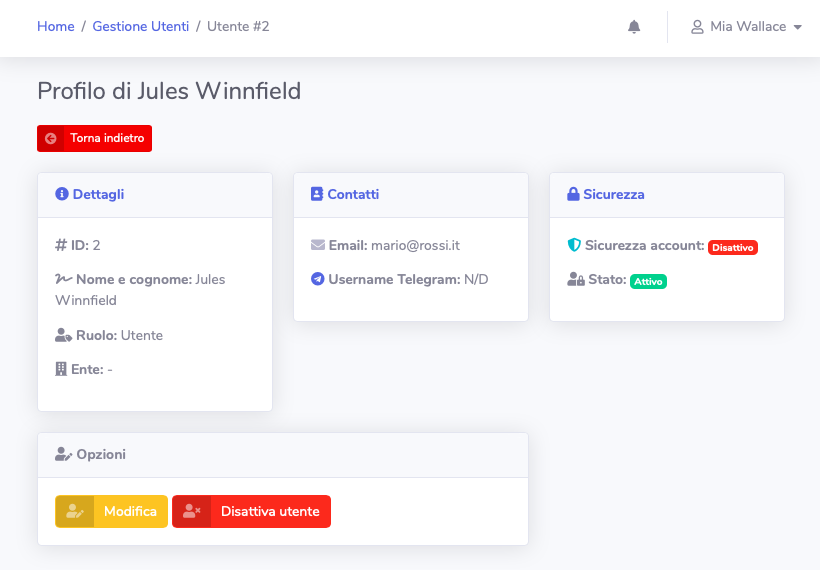 Home / Gestione Utenti / Utente #2
Mia Wallace
Profilo di Jules Winnfield
Torna indietro
Dettagli
ID: 2
Nome e cognome: Jules
Winnfield
Ruolo: Utente
Ente: -
Contatti
Email: mario@rossi.it
Username Telegram: N/D
Sicurezza
Sicurezza account: Disattivo
Stato: Attivo
Opzioni
Modifica
Disattiva utente